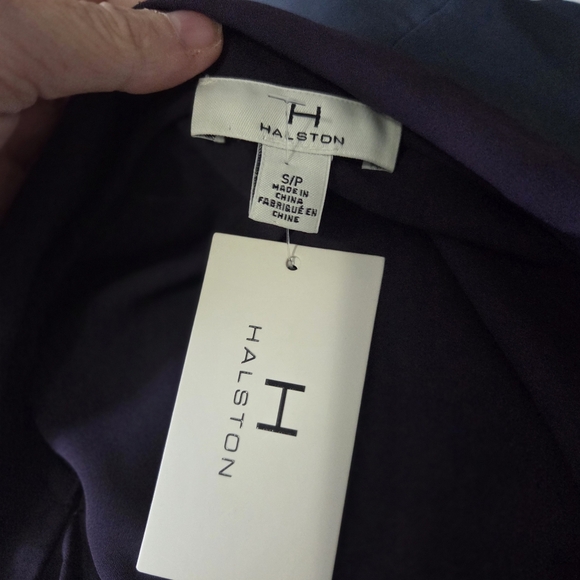 H
HALSTON
S/P
MADE IN
CHINA
FABRIQUÉ EN
CHINE
H
HALSTON